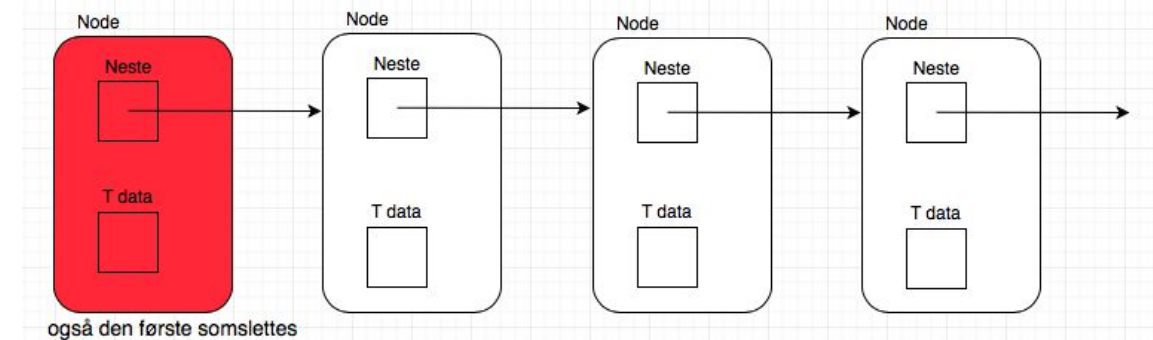 Node
Node
Node
Node
Neste
Neste
Neste
Neste
T data
T data
T data
T data
også den første somslettes